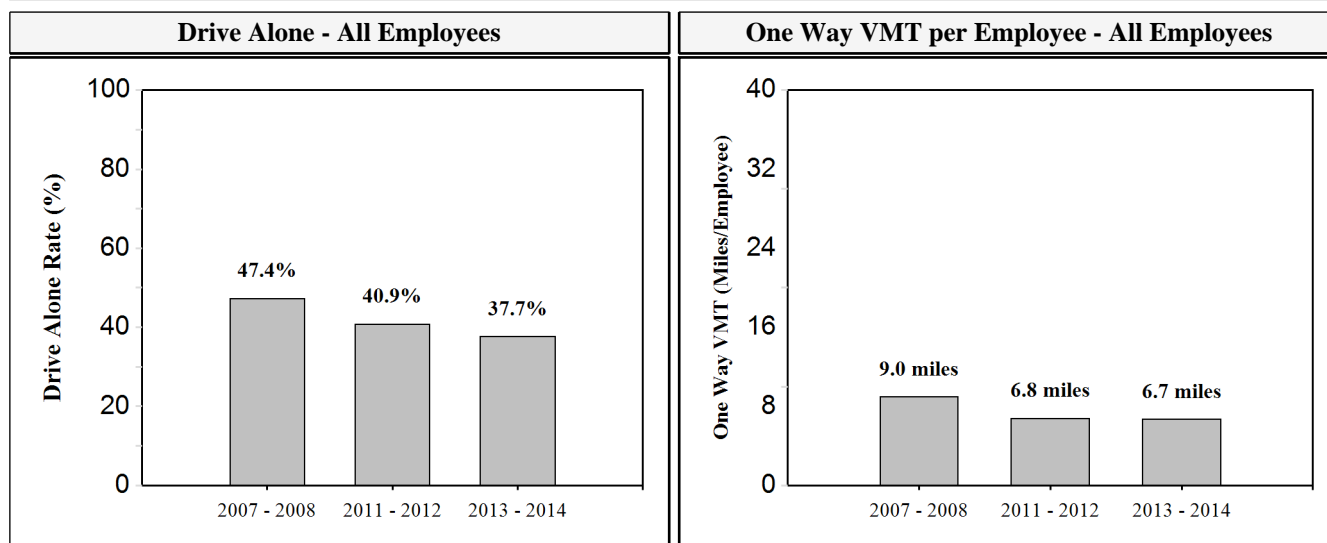 Drive Alone - All Employees
100
80
60
40
20
0
Drive Alone Rate (%)
47.4%
40.9%
37.7%
2007 - 2008
2011 - 2012
2013 - 2014
One Way VMT per Employee - All Employees
40
32
24
16
8
0
One Way VMT (Miles/Employee)
9.0 miles
6.8 miles
6.7 miles
2007 - 2008
2011 - 2012
2013 - 2014